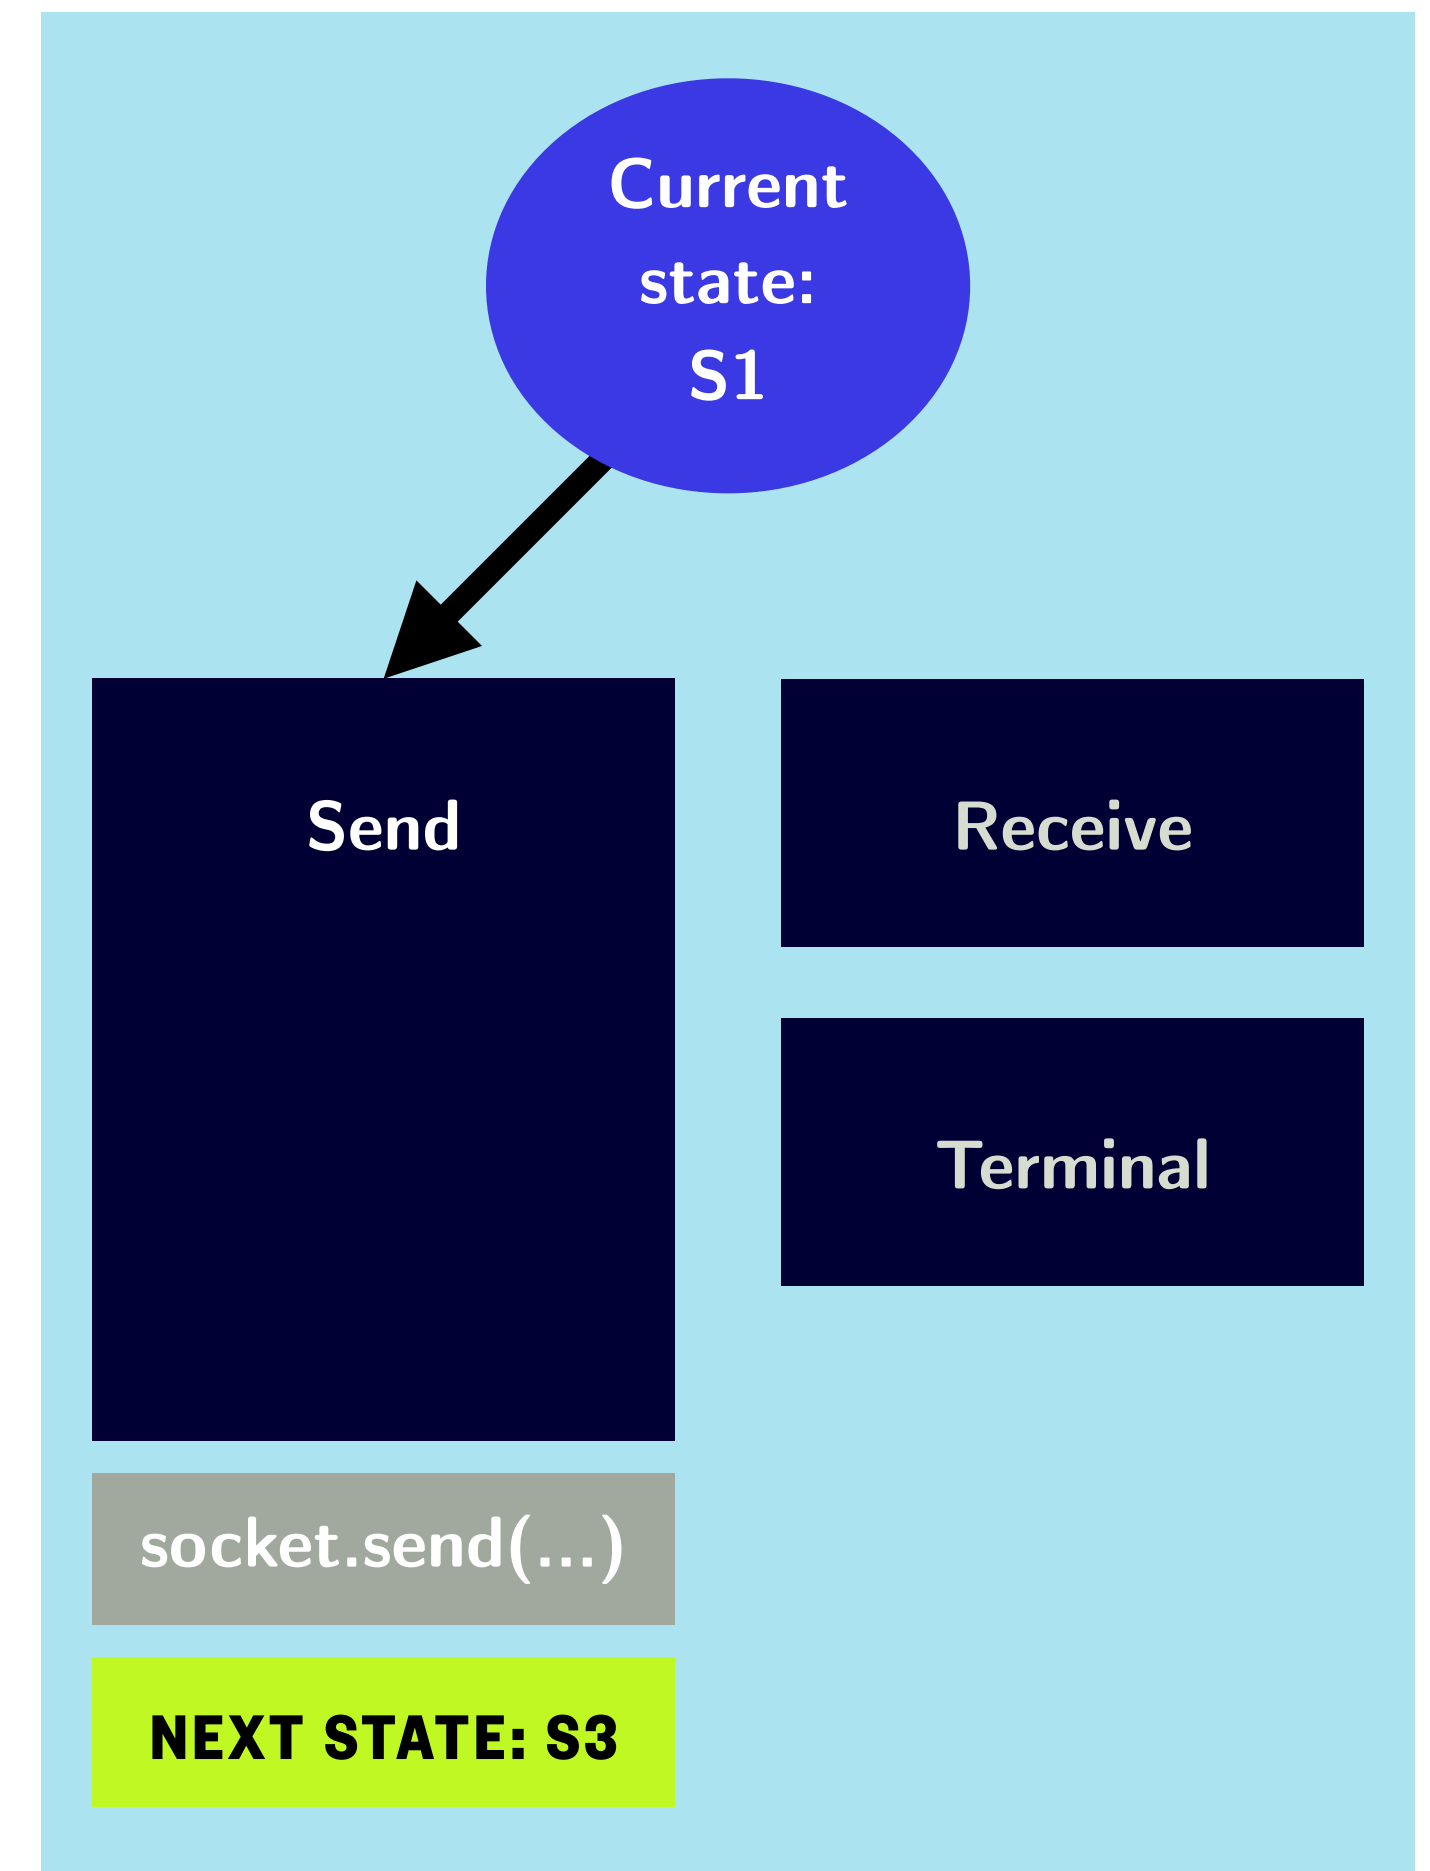 Current
state:
S1
Send
Receive
Terminal
socket.send(...)
NEXT STATE: S3